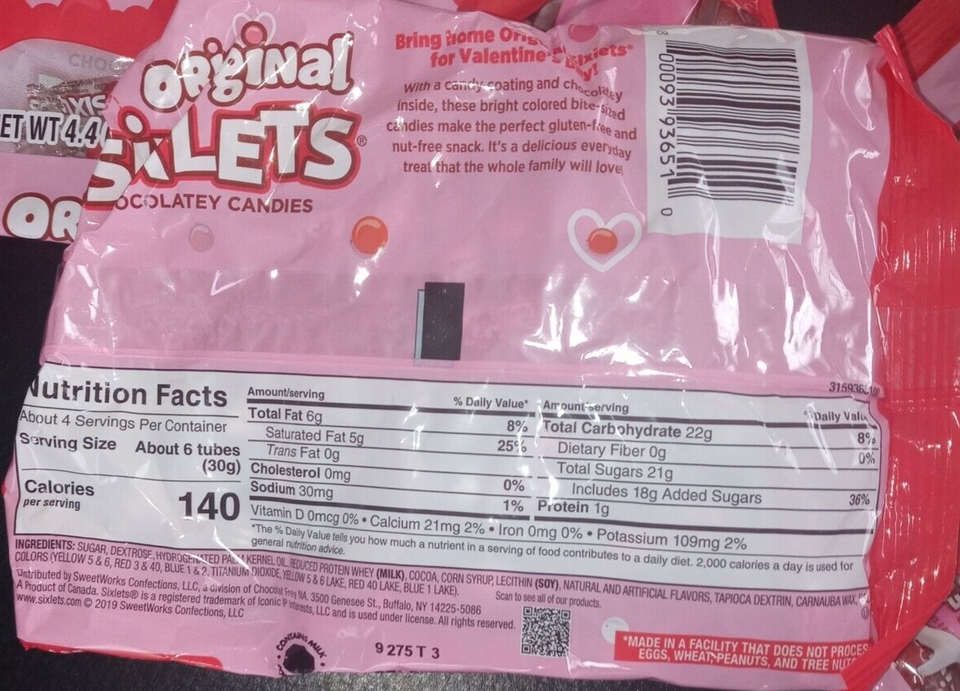 CHO
ET WT 4.4
OR
ORiginal
SiXLETS®
OCOLATEY CANDIES
Bring Home
for Valentine's
With a candy coating and chocolatey
inside, these bright colored bite-sized
candies make the perfect gluten-free and
nut-free snack. It's a delicious everyday
treat that the whole family will love!
8 00093 93651 0
315936
Nutrition Facts
About 4 Servings Per Container
Serving Size About 6 tubes
(30g)
Calories
per serving
140
Amount/serving % Daily Value*
Total Fat 6g 8%
Saturated Fat 5g 25%
Trans Fat 0g
Cholesterol 0mg 0%
Sodium 30mg 1%
Amount/serving % Daily Valu
Total Carbohydrate 22g 8%
Dietary Fiber 0g 0%
Total Sugars 21g
Includes 18g Added Sugars 36%
Protein 1g
Vitamin D 0mcg 0% • Calcium 21mg 2% • Iron 0mg 0% • Potassium 109mg 2%
*The % Daily Value tells you how much a nutrient in a serving of food contributes to a daily diet. 2,000 calories a day is used for
general nutrition advice.
INGREDIENTS: SUGAR, DEXTROSE, HYDROGENATED PALM KERNEL OIL, REDUCED PROTEIN WHEY (MILK), COCOA, CORN SYRUP, LECITHIN (SOY), NATURAL AND ARTIFICIAL FLAVORS, TAPIOCA DEXTRIN, CARNAUBA WAX,
COLORS (YELLOW 5 & 6, RED 3 & 40, BLUE 1 & 2, TITANIUM DIOXIDE, YELLOW 5 & 6 LAKE, RED 40 LAKE, BLUE 1 LAKE).
Distributed by SweetWorks Confections, LLC, a division of Chocolat Frey NA. 3500 Genesee St., Buffalo, NY 14225-5086
A Product of Canada. Sixlets® is a registered trademark of Iconic IP Interests, LLC and is used under license. All rights reserved.
www.sixlets.com © 2019 SweetWorks Confections, LLC
Scan to see all of our products.
CONTAINS MILK
9 275 T 3
*MADE IN A FACILITY THAT DOES NOT PROCES
EGGS, WHEAT, PEANUTS, AND TREE NUTS